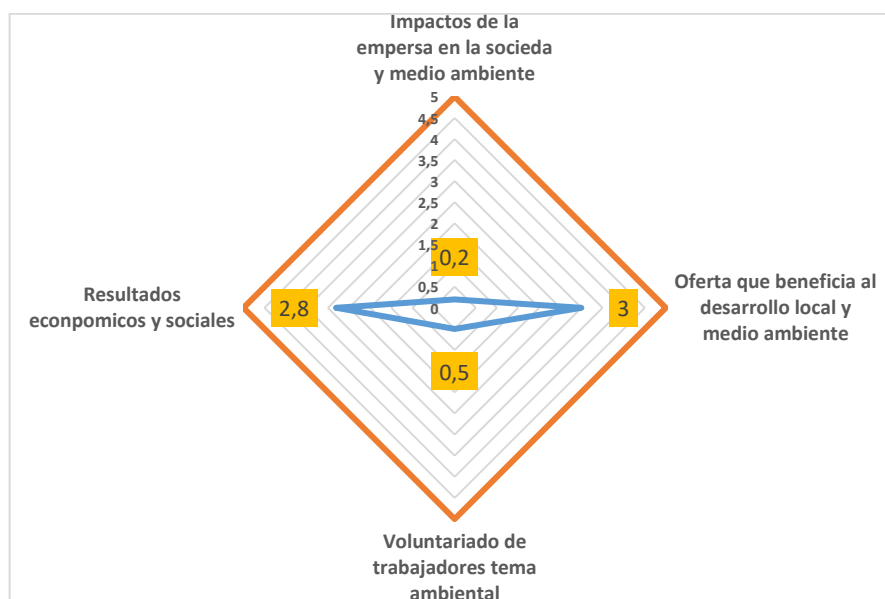 Impactos de la
empersa en la socieda
y medio ambiente
5
4,5
4
3,5
3
2,5
2
1,5
1
0,5
0
0,2
Oferta que beneficia al
desarrollo local y
medio ambiente
3
0,5
Voluntariado de
trabajadores tema
ambiental
Resultados
econpomicos y sociales
2,8